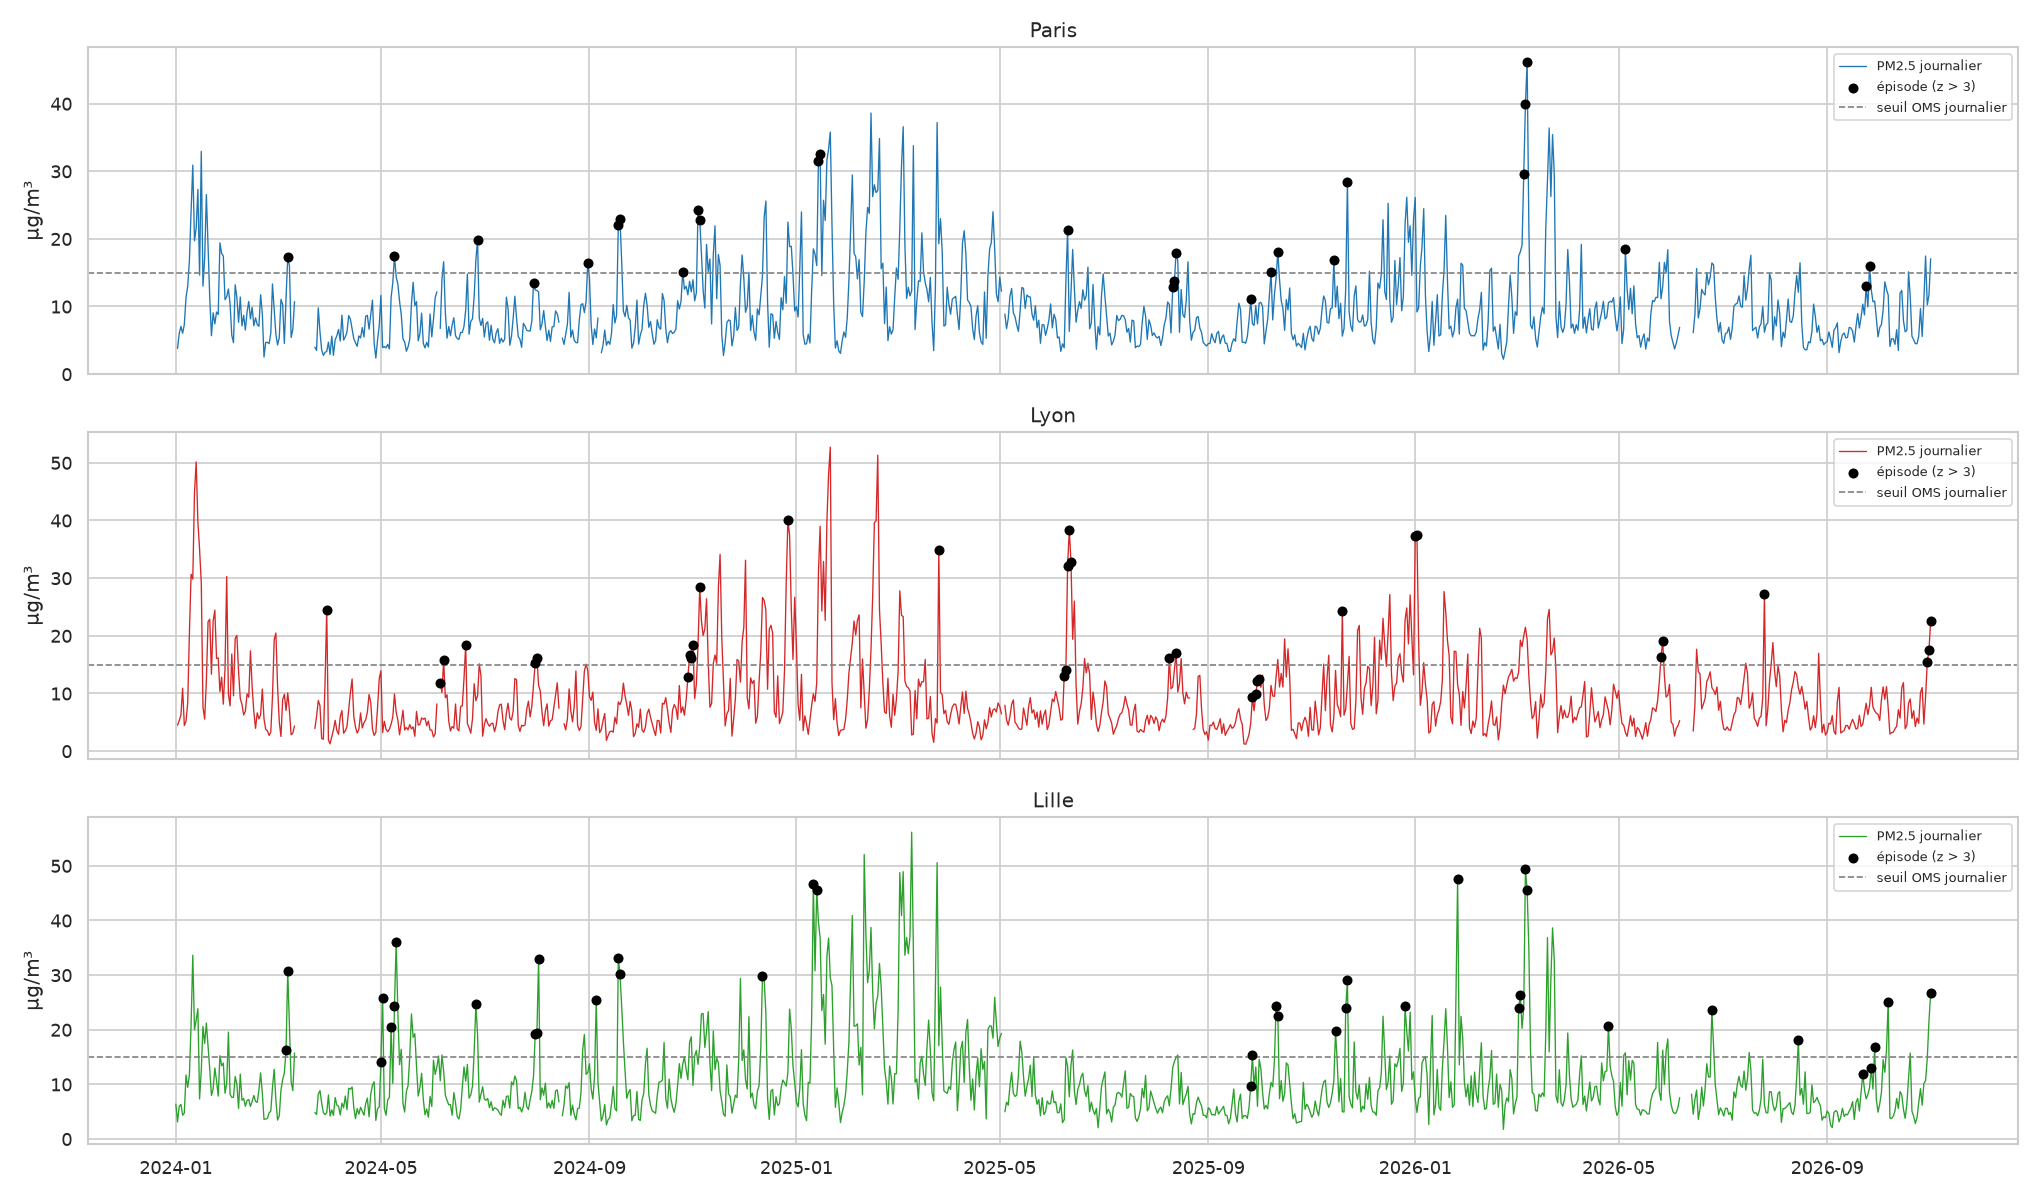 Paris
µg/m³
40
30
20
10
0
PM2.5 journalier
épisode (z > 3)
seuil OMS journalier
Lyon
µg/m³
50
40
30
20
10
0
PM2.5 journalier
épisode (z > 3)
seuil OMS journalier
Lille
µg/m³
50
40
30
20
10
0
PM2.5 journalier
épisode (z > 3)
seuil OMS journalier
2024-01 2024-05 2024-09 2025-01 2025-05 2025-09 2026-01 2026-05 2026-09